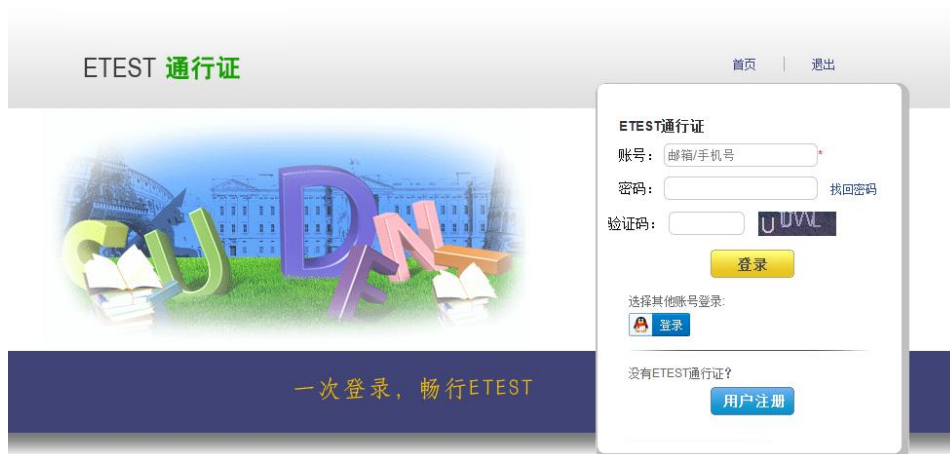 ETEST 通行证
首页 | 退出
ETEST通行证
账号： 邮箱/手机号 *
密码： 找回密码
验证码：
登录
选择其他账号登录:
登录
没有ETEST通行证?
用户注册
一次登录，畅行ETEST